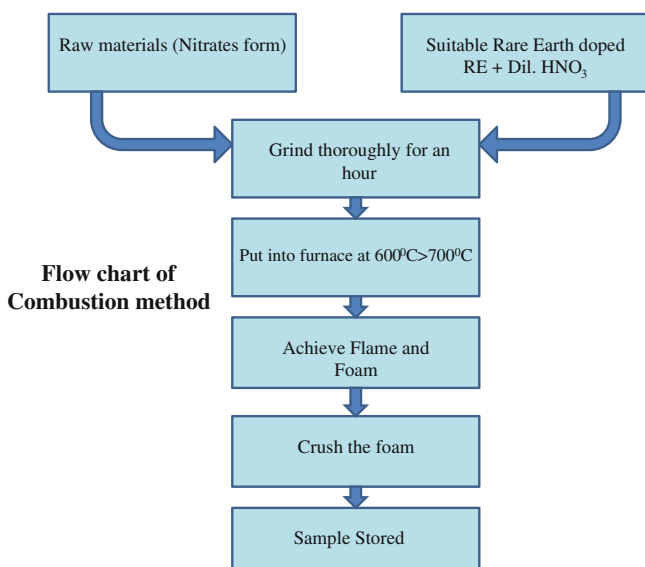 Raw materials (Nitrates form)
Suitable Rare Earth doped
RE + Dil. HNO₃
Grind thoroughly for an
hour
Put into furnace at 600⁰C>700⁰C
Flow chart of
Combustion method
Achieve Flame and
Foam
Crush the foam
Sample Stored